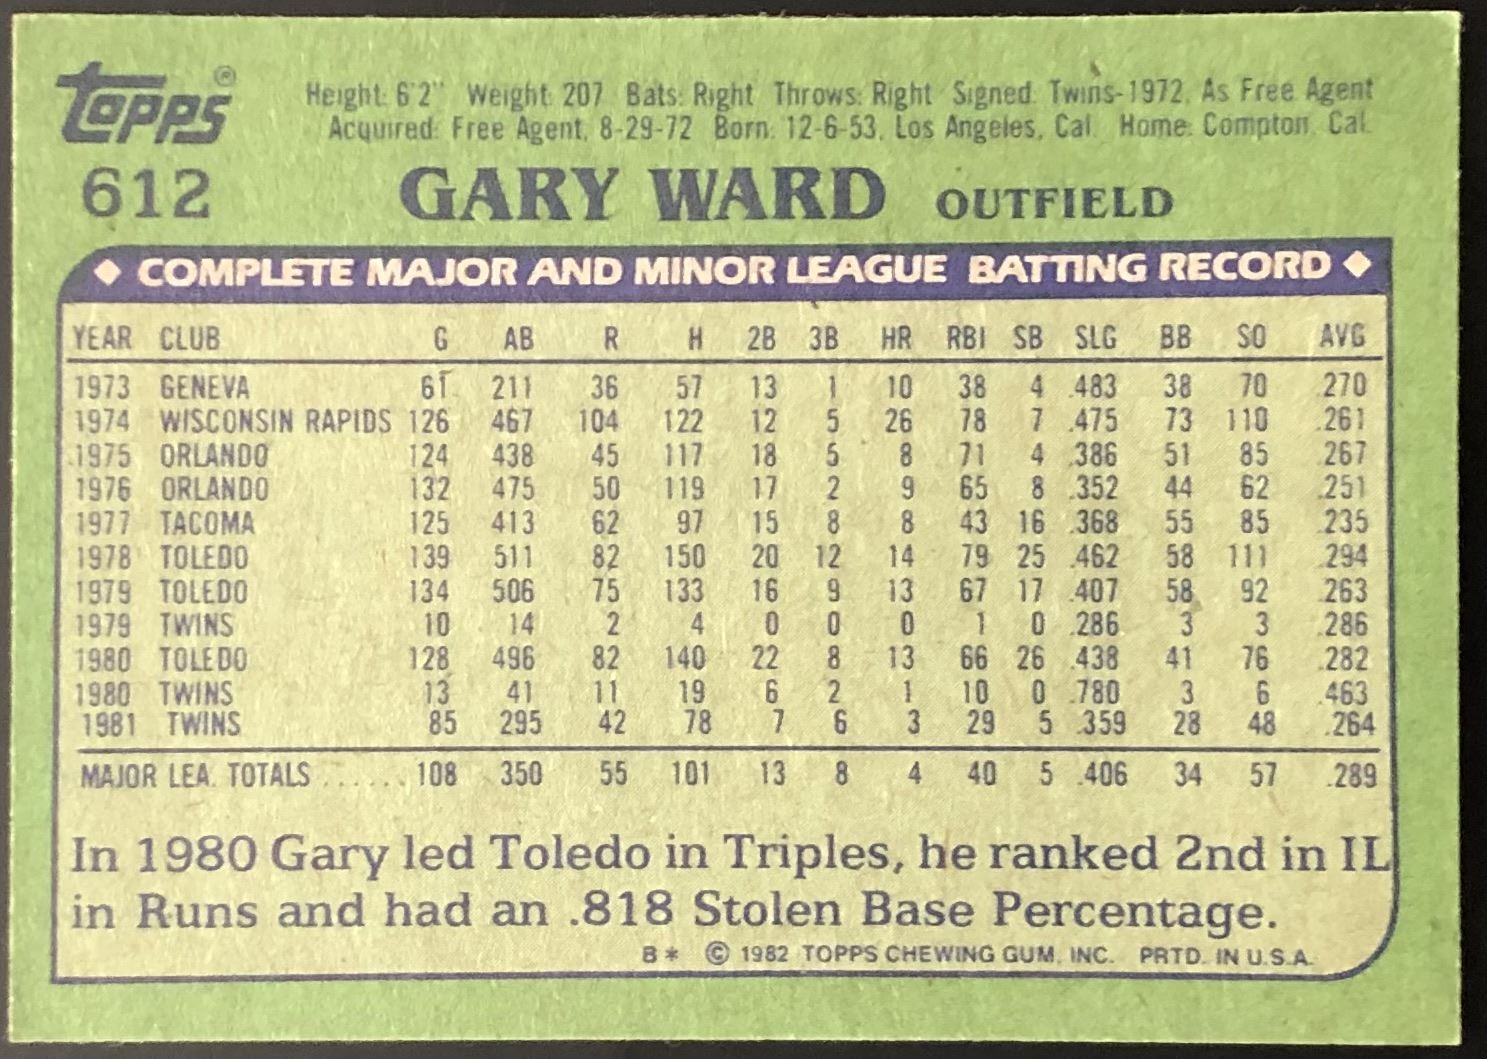 Topps®
Height: 6'2" Weight: 207 Bats: Right Throws: Right Signed: Twins-1972, As Free Agent
Acquired: Free Agent, 8-29-72 Born: 12-6-53, Los Angeles, Cal. Home: Compton, Cal.
612 GARY WARD OUTFIELD
◆ COMPLETE MAJOR AND MINOR LEAGUE BATTING RECORD ◆
YEAR CLUB G AB R H 2B 3B HR RBI SB SLG BB SO AVG
1973 GENEVA 61 211 36 57 13 1 10 38 4 .483 38 70 .270
1974 WISCONSIN RAPIDS 126 467 104 122 12 5 26 78 7 .475 73 110 .261
1975 ORLANDO 124 438 45 117 18 5 8 71 4 .386 51 85 .267
1976 ORLANDO 132 475 50 119 17 2 9 65 8 .352 44 62 .251
1977 TACOMA 125 413 62 97 15 8 8 43 16 .368 55 85 .235
1978 TOLEDO 139 511 82 150 20 12 14 79 25 .462 58 111 .294
1979 TOLEDO 134 506 75 133 16 9 13 67 17 .407 58 92 .263
1979 TWINS 10 14 2 4 0 0 0 1 0 .286 3 3 .286
1980 TOLEDO 128 496 82 140 22 8 13 66 26 .438 41 76 .282
1980 TWINS 13 41 11 19 6 2 1 10 0 .780 3 6 .463
1981 TWINS 85 295 42 78 7 6 3 29 5 .359 28 48 .264
MAJOR LEA. TOTALS ...... 108 350 55 101 13 8 4 40 5 .406 34 57 .289
In 1980 Gary led Toledo in Triples, he ranked 2nd in IL
in Runs and had an .818 Stolen Base Percentage.
B* © 1982 TOPPS CHEWING GUM, INC. PRTD. IN U.S.A.